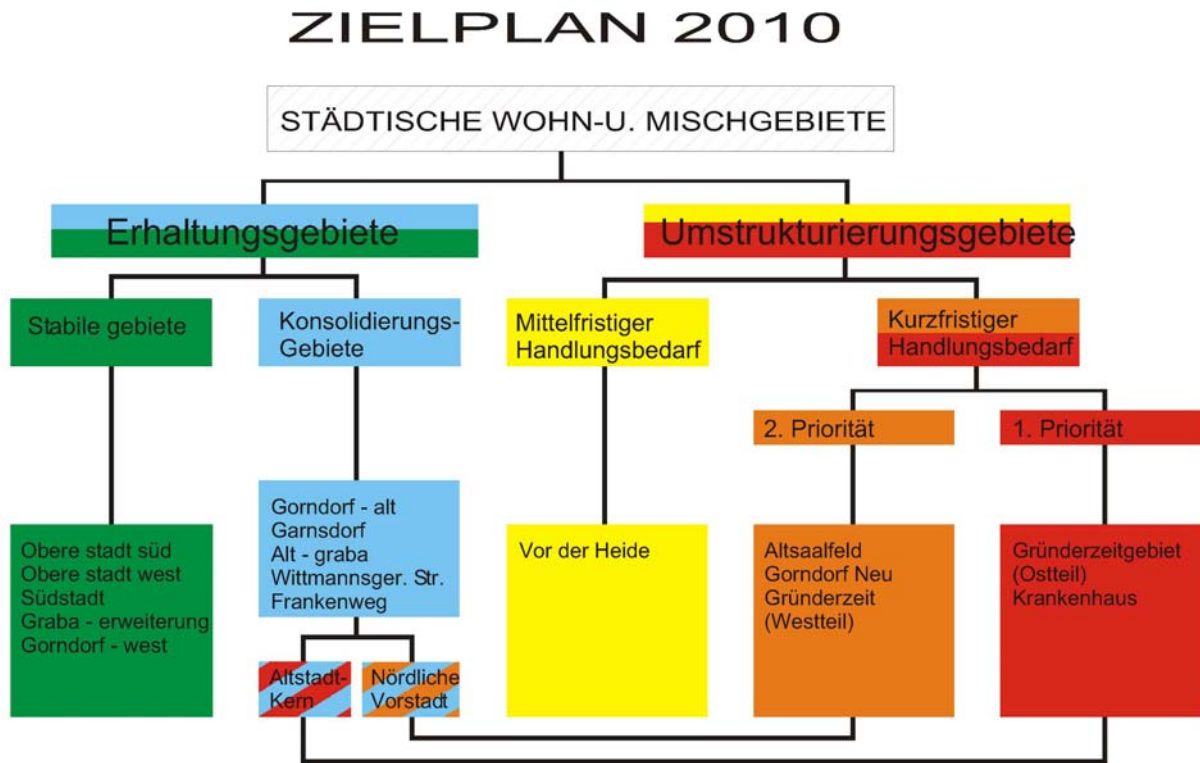 ZIELPLAN 2010
STÄDTISCHE WOHN-U. MISCHGEBIETE
Erhaltungsgebiete
Umstrukturierungsgebiete
Stabile gebiete
Konsolidierungs-
Gebiete
Mittelfristiger
Handlungsbedarf
Kurzfristiger
Handlungsbedarf
2. Priorität
1. Priorität
Obere stadt süd
Obere stadt west
Südstadt
Graba - erweiterung
Gorndorf - west
Gorndorf - alt
Garnsdorf
Alt - graba
Wittmannsger. Str.
Frankenweg
Altstadt-
Kern
Nördliche
Vorstadt
Vor der Heide
Altsaalfeld
Gorndorf Neu
Gründerzeit
(Westteil)
Gründerzeitgebiet
(Ostteil)
Krankenhaus